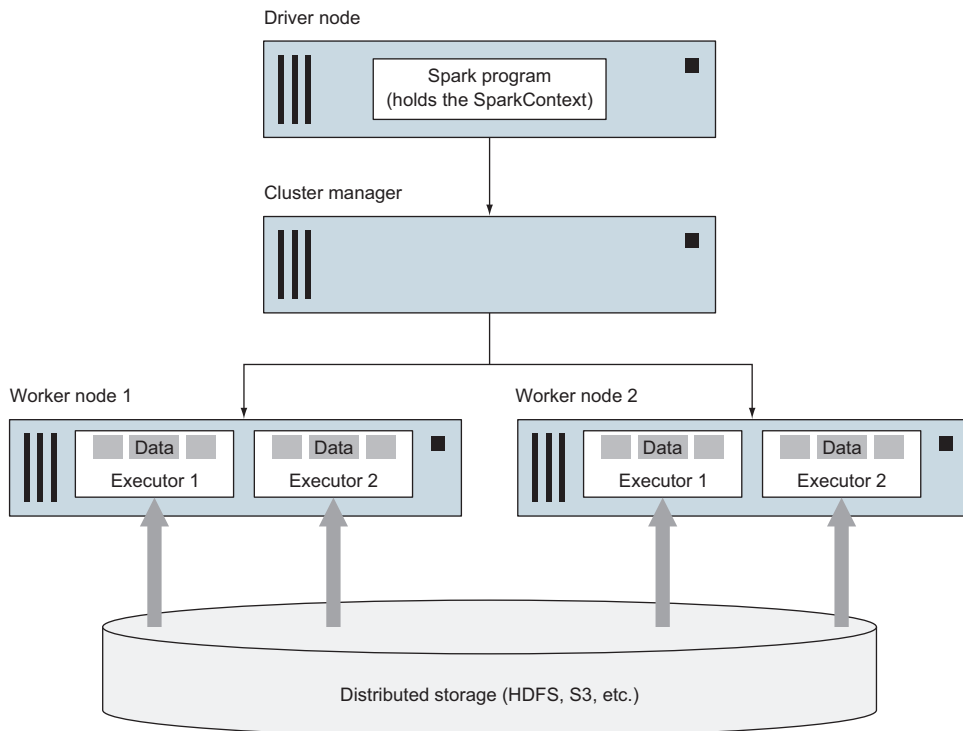 Driver node
Spark program
(holds the SparkContext)
Cluster manager
Worker node 1
Worker node 2
Data
Executor 1
Data
Executor 2
Data
Executor 1
Data
Executor 2
Distributed storage (HDFS, S3, etc.)